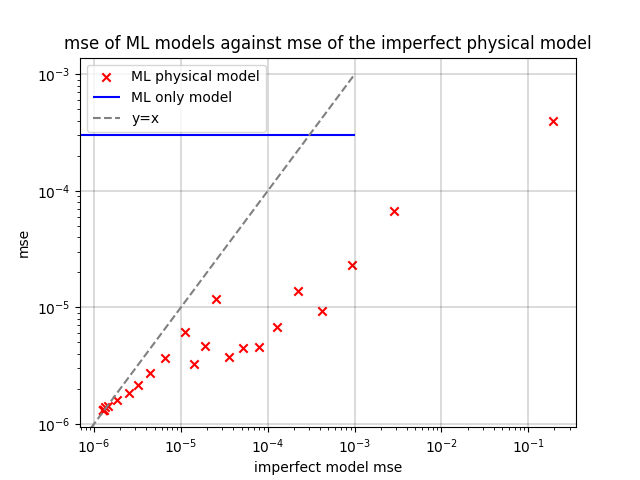 mse of ML models against mse of the imperfect physical model
ML physical model
ML only model
y=x
10⁻³
10⁻⁴
10⁻⁵
10⁻⁶
mse
10⁻⁶ 10⁻⁵ 10⁻⁴ 10⁻³ 10⁻² 10⁻¹
imperfect model mse